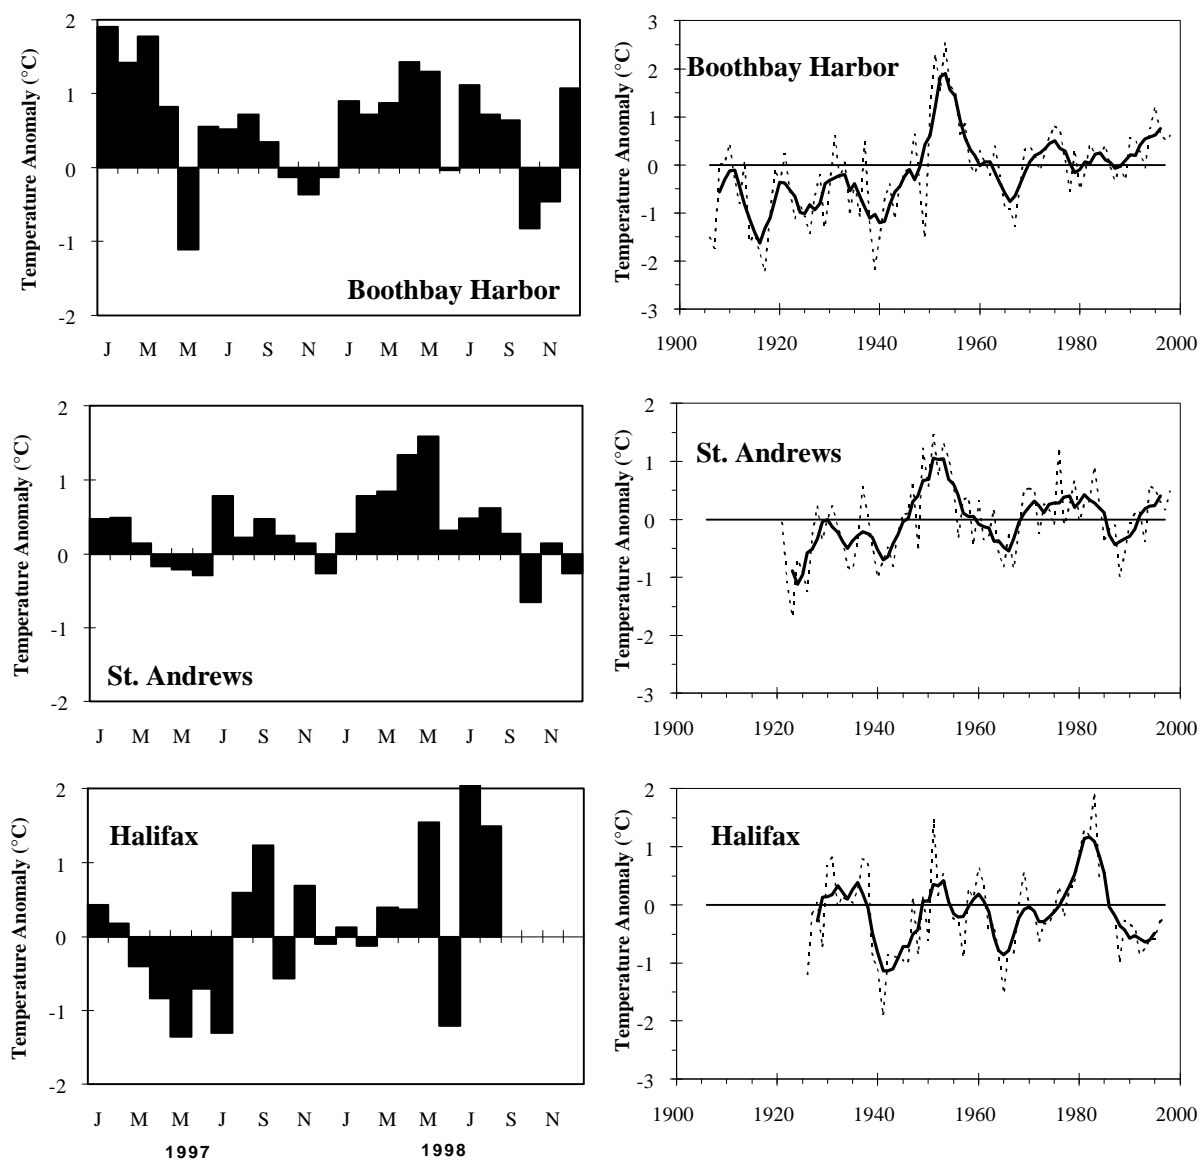 2
1
0
-1
-2
Temperature Anomaly (°C)
Boothbay Harbor
J M M J S N J M M J S N
3
2
1
0
-1
-2
-3
Temperature Anomaly (°C)
Boothbay Harbor
1900 1920 1940 1960 1980 2000
2
1
0
-1
-2
Temperature Anomaly (°C)
St. Andrews
J M M J S N J M M J S N
2
1
0
-1
-2
-3
Temperature Anomaly (°C)
St. Andrews
1900 1920 1940 1960 1980 2000
2
1
0
-1
-2
Temperature Anomaly (°C)
Halifax
J M M J S N J M M J S N
1997 1998
2
1
0
-1
-2
-3
Temperature Anomaly (°C)
Halifax
1900 1920 1940 1960 1980 2000